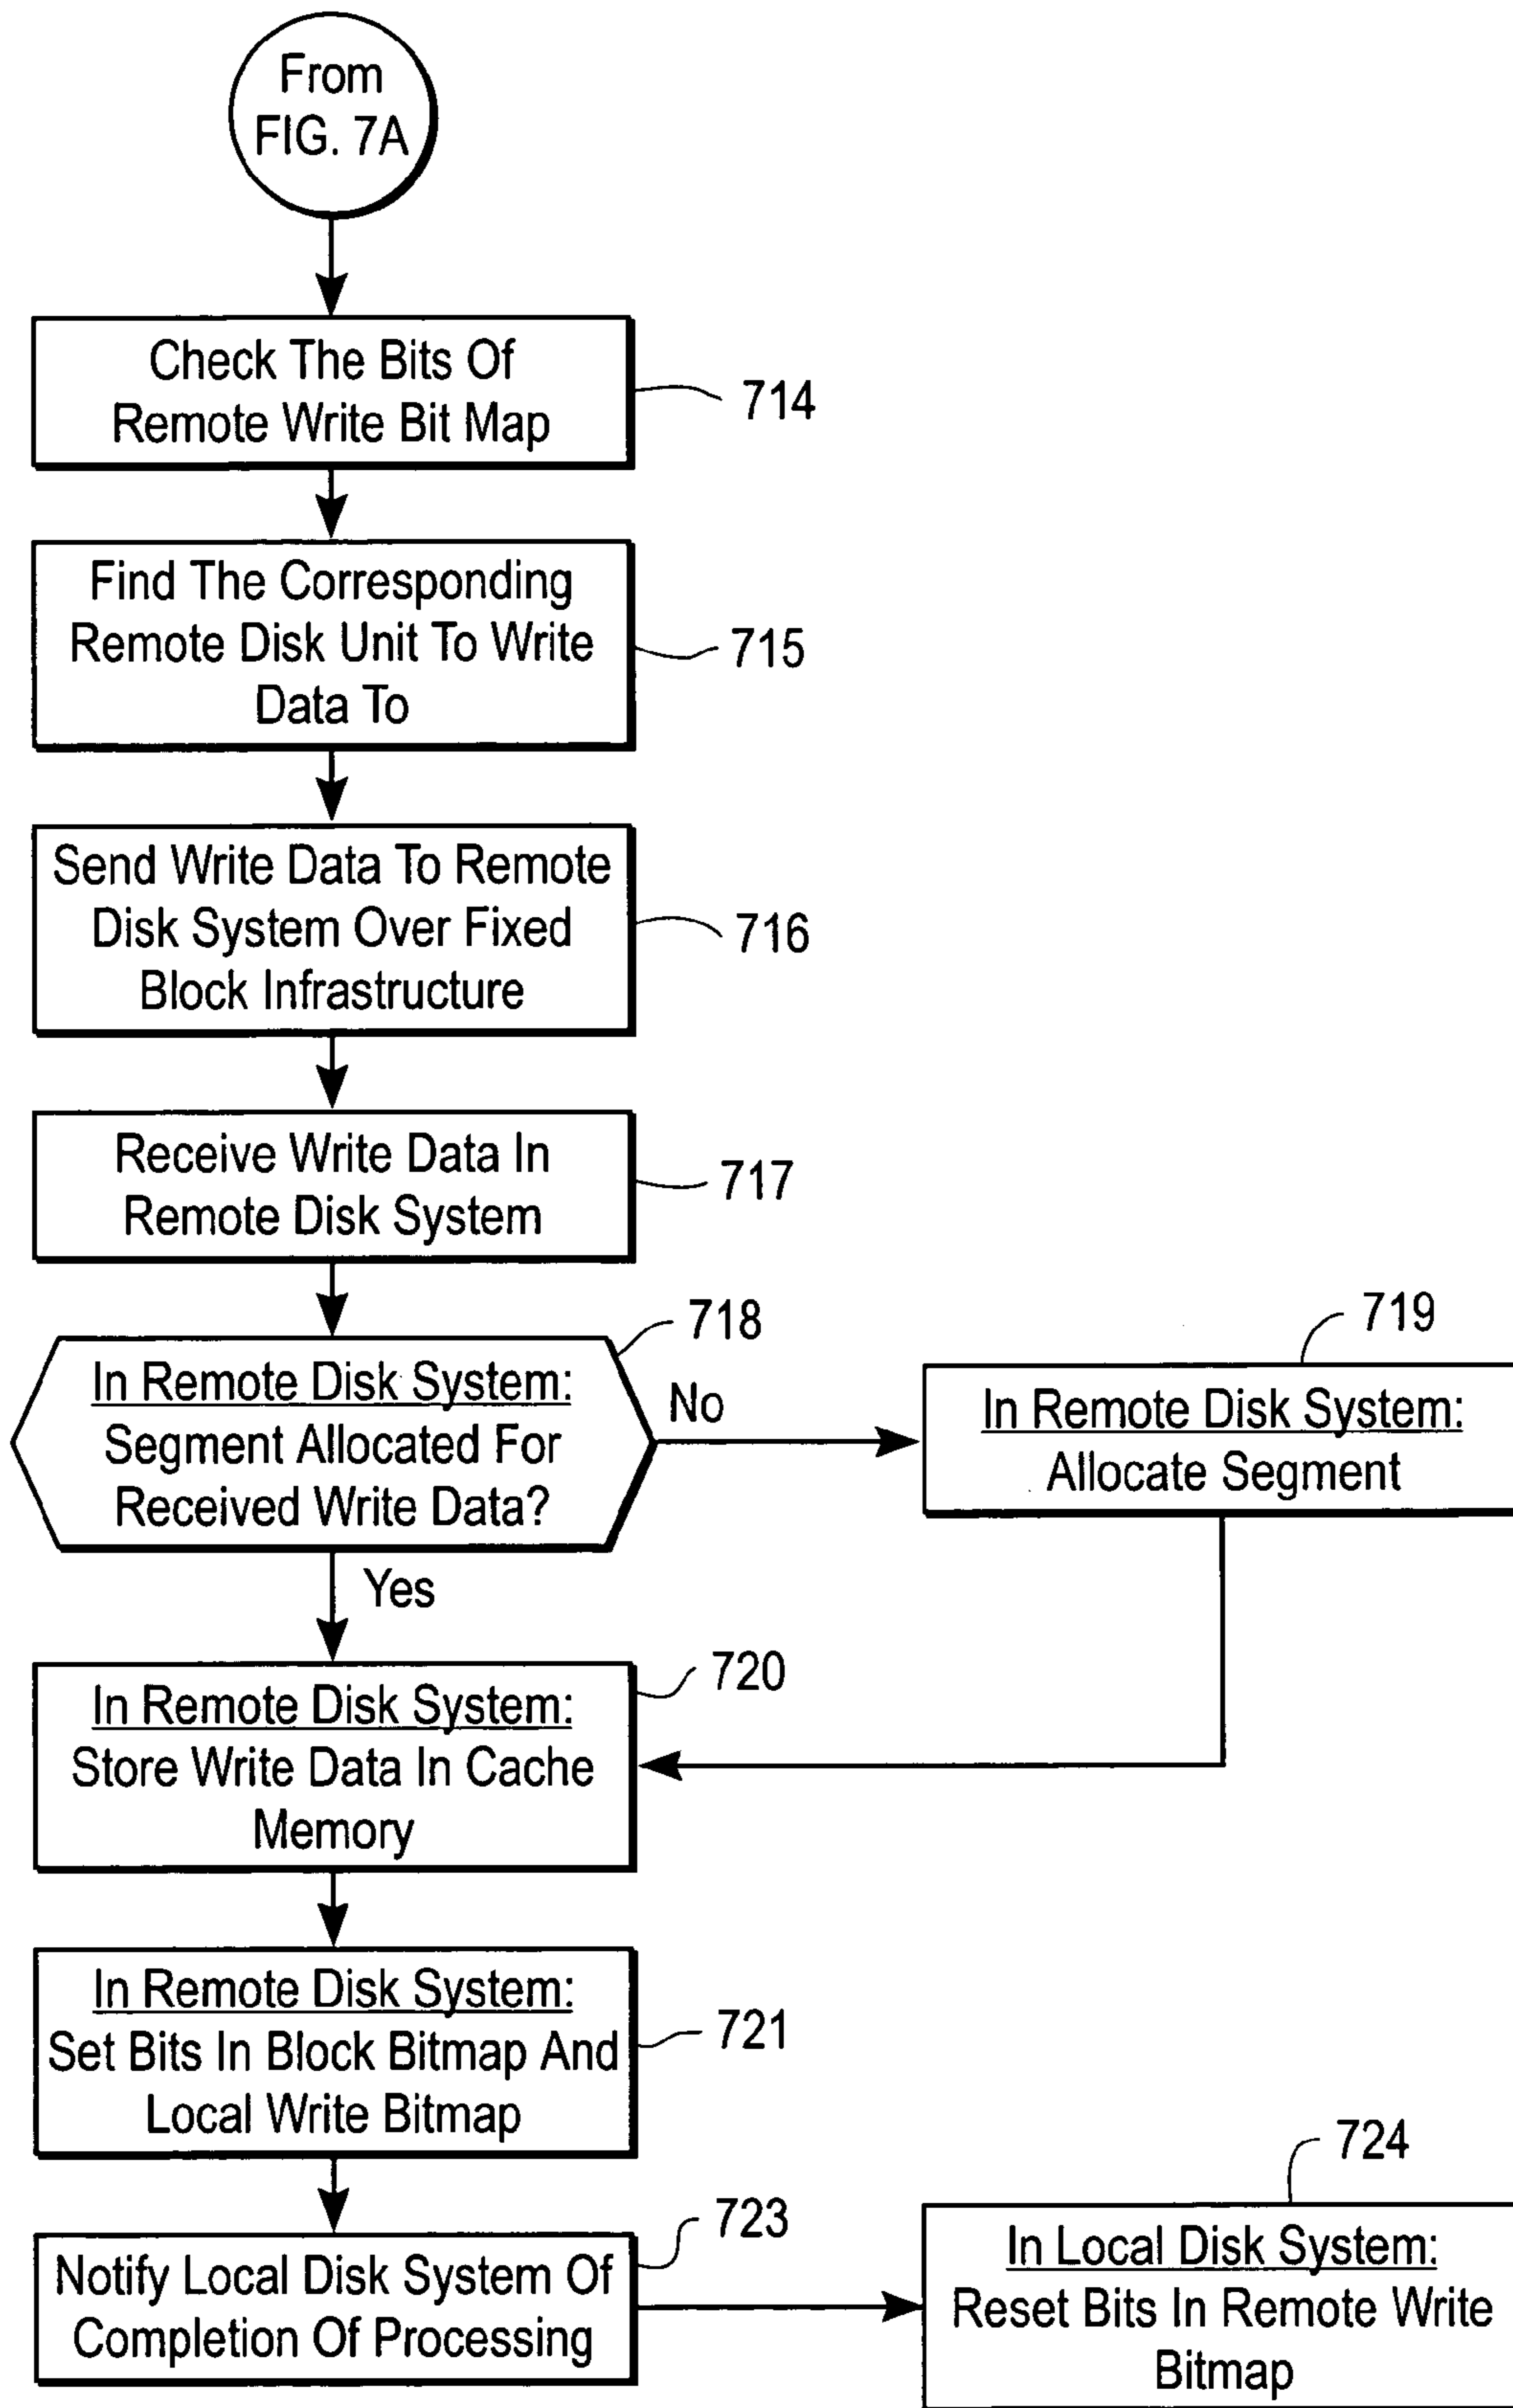 From
FIG. 7A
Check The Bits Of
Remote Write Bit Map
714
Find The Corresponding
Remote Disk Unit To Write
Data To
715
Send Write Data To Remote
Disk System Over Fixed
Block Infrastructure
716
Receive Write Data In
Remote Disk System
717
718
In Remote Disk System:
Segment Allocated For
Received Write Data?
No
719
In Remote Disk System:
Allocate Segment
Yes
720
In Remote Disk System:
Store Write Data In Cache
Memory
In Remote Disk System:
Set Bits In Block Bitmap And
Local Write Bitmap
721
723
Notify Local Disk System Of
Completion Of Processing
724
In Local Disk System:
Reset Bits In Remote Write
Bitmap